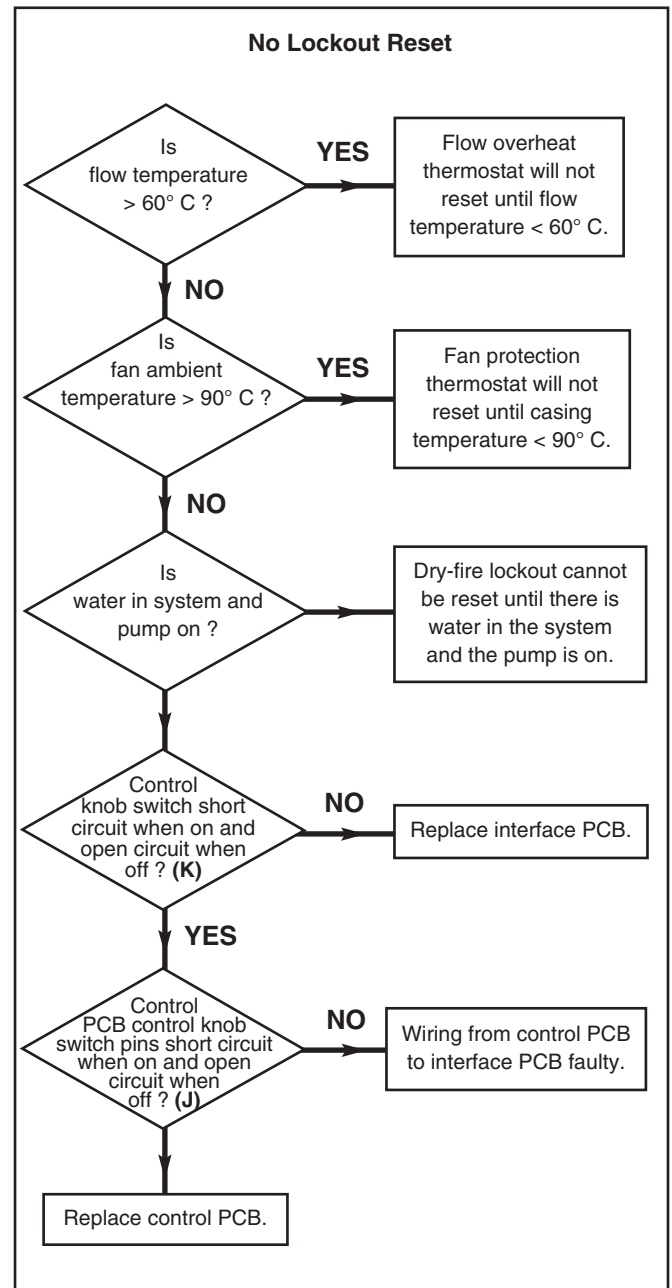 No Lockout Reset
Is
flow temperature
> 60° C ?
YES
Flow overheat
thermostat will not
reset until flow
temperature < 60° C.
NO
Is
fan ambient
temperature > 90° C ?
YES
Fan protection
thermostat will not
reset until casing
temperature < 90° C.
NO
Is
water in system and
pump on ?
Dry-fire lockout cannot
be reset until there is
water in the system
and the pump is on.
Control
knob switch short
circuit when on and
open circuit when
off ? (K)
NO
Replace interface PCB.
YES
Control
PCB control knob
switch pins short circuit
when on and open
circuit when
off ? (J)
NO
Wiring from control PCB
to interface PCB faulty.
Replace control PCB.